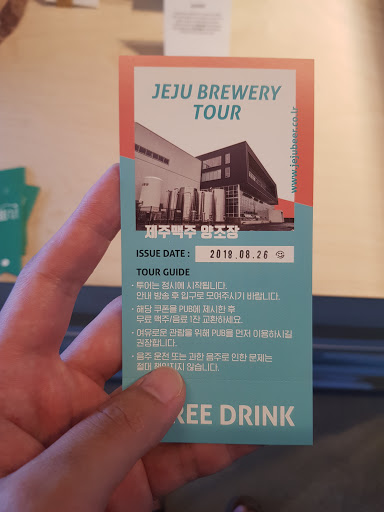 JEJU BREWERY
TOUR
www.jejubeer.co.kr
제주맥주 양조장
ISSUE DATE : 2018.08.26
TOUR GUIDE
· 투어는 정시에 시작됩니다.
안내 방송 후 입구로 모여주시기 바랍니다.
· 해당 쿠폰을 PUB에 제시한 후
무료 맥주/음료 1잔 교환하세요.
· 여유로운 관람을 위해 PUB을 먼저 이용하시길
권장합니다.
· 음주 운전 또는 과한 음주로 인한 문제는
절대 책임지지 않습니다.
REE DRINK